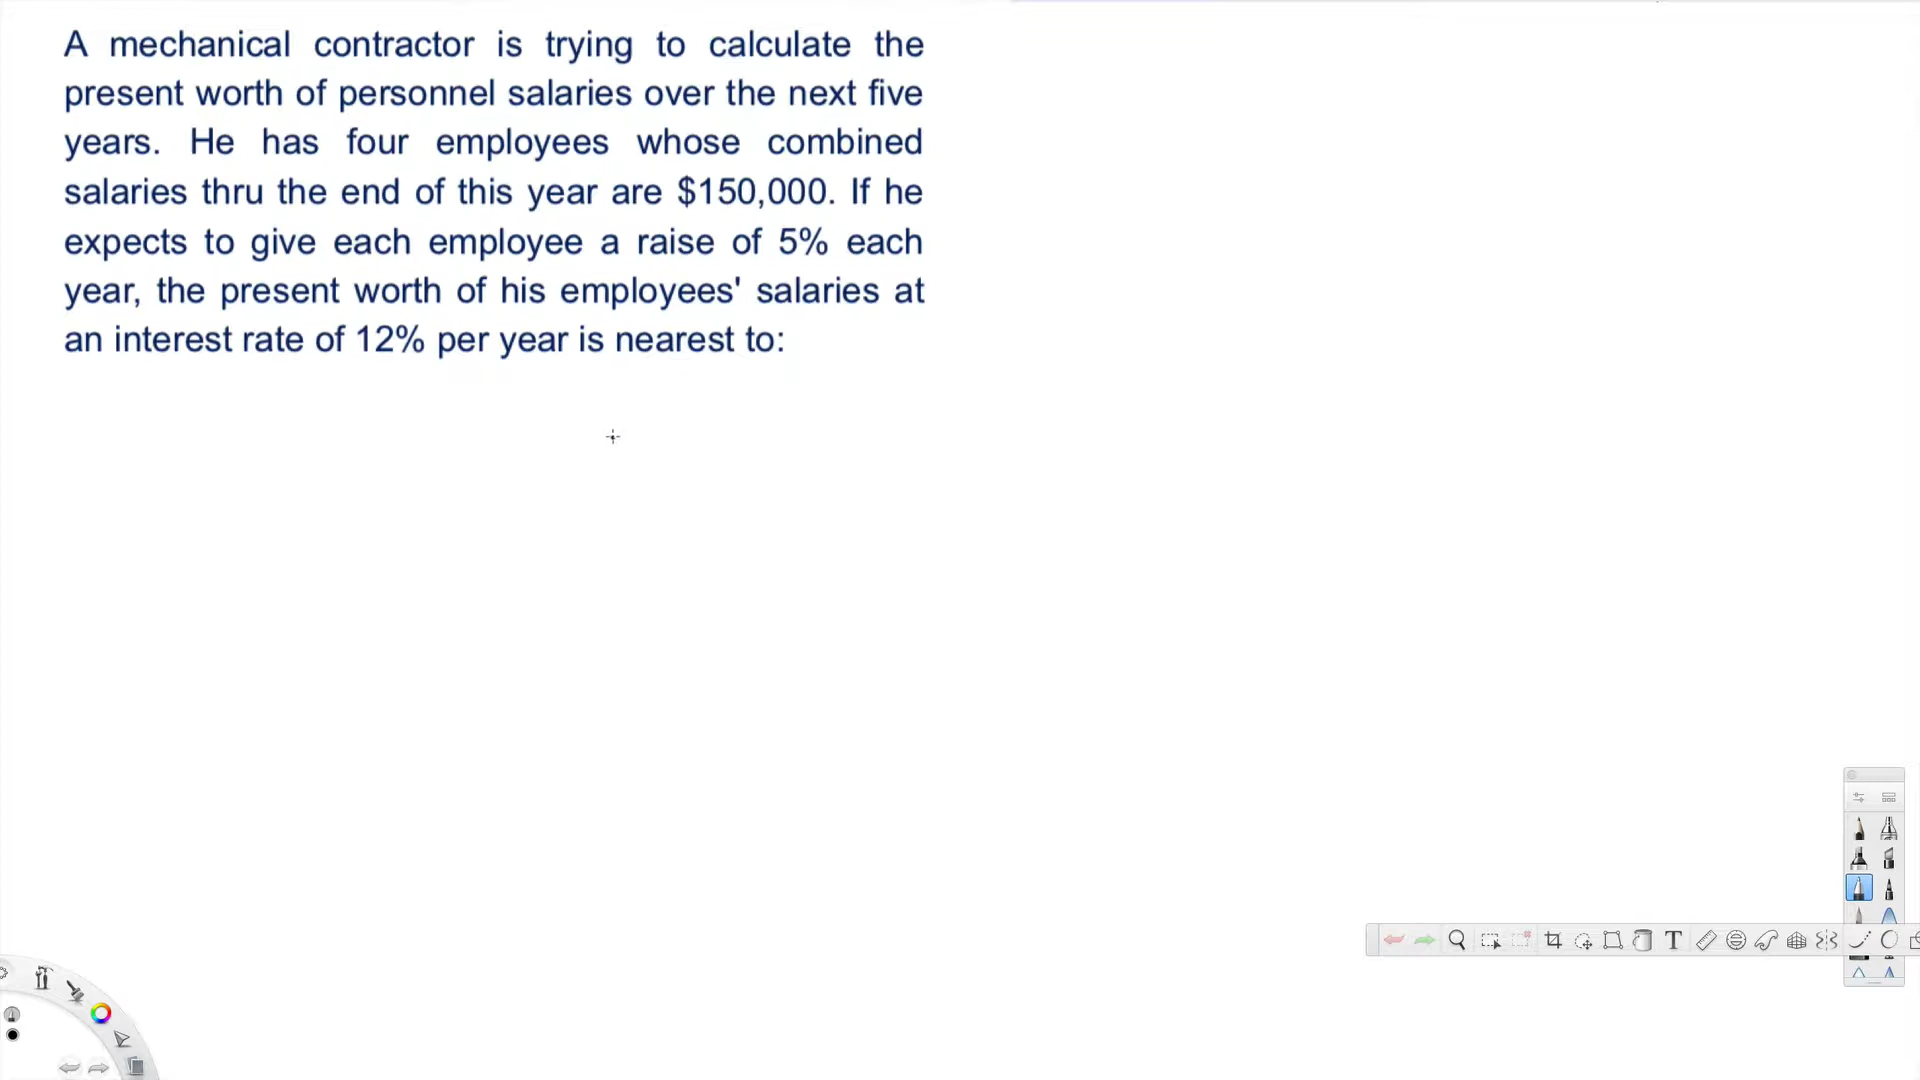 A mechanical contractor is trying to calculate the
present worth of personnel salaries over the next five
years. He has four employees whose combined
salaries thru the end of this year are $150,000. If he
expects to give each employee a raise of 5% each
year, the present worth of his employees' salaries at
an interest rate of 12% per year is nearest to:
T